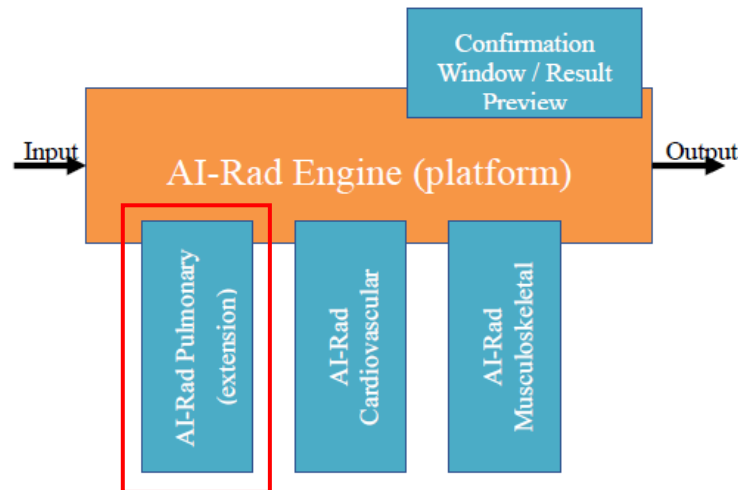 Confirmation
Window / Result
Preview
Input
AI-Rad Engine (platform)
Output
AI-Rad Pulmonary
(extension)
AI-Rad
Cardiovascular
AI-Rad
Musculoskeletal